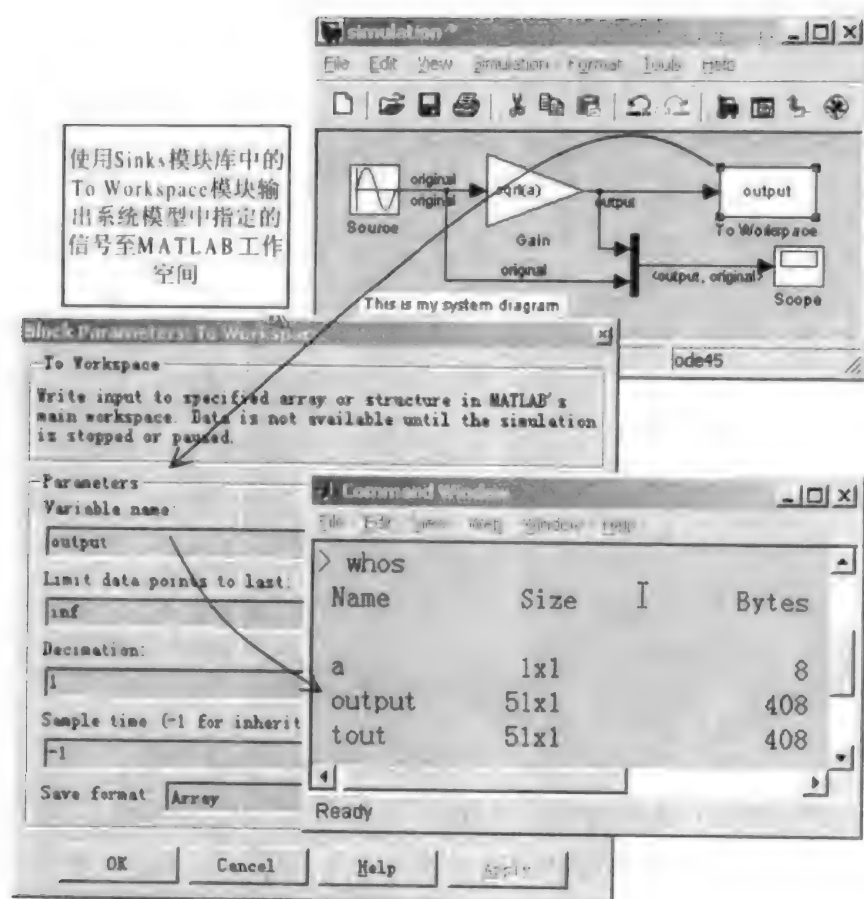 simulation *
File Edit View Simulation Format Tools Help
使用Sinks模块库中的
To Workspace模块输
出系统模型中指定的
信号至MATLAB工作
空间
original
original
Source
sqrt(a)
Gain
output
output
To Workspace
original
<output, original>
Scope
This is my system diagram
ode45
Block Parameters: To Workspac
To Workspace
Write input to specified array or structure in MATLAB's
main workspace. Data is not available until the simulation
is stopped or paused.
Parameters
Variable name:
output
Limit data points to last:
inf
Decimation:
1
Sample time (-1 for inherit
-1
Save format: Array
OK Cancel Help Apply
Command Window
File Edit View Web Window Help
> whos
Name Size Bytes
a 1x1 8
output 51x1 408
tout 51x1 408
Ready